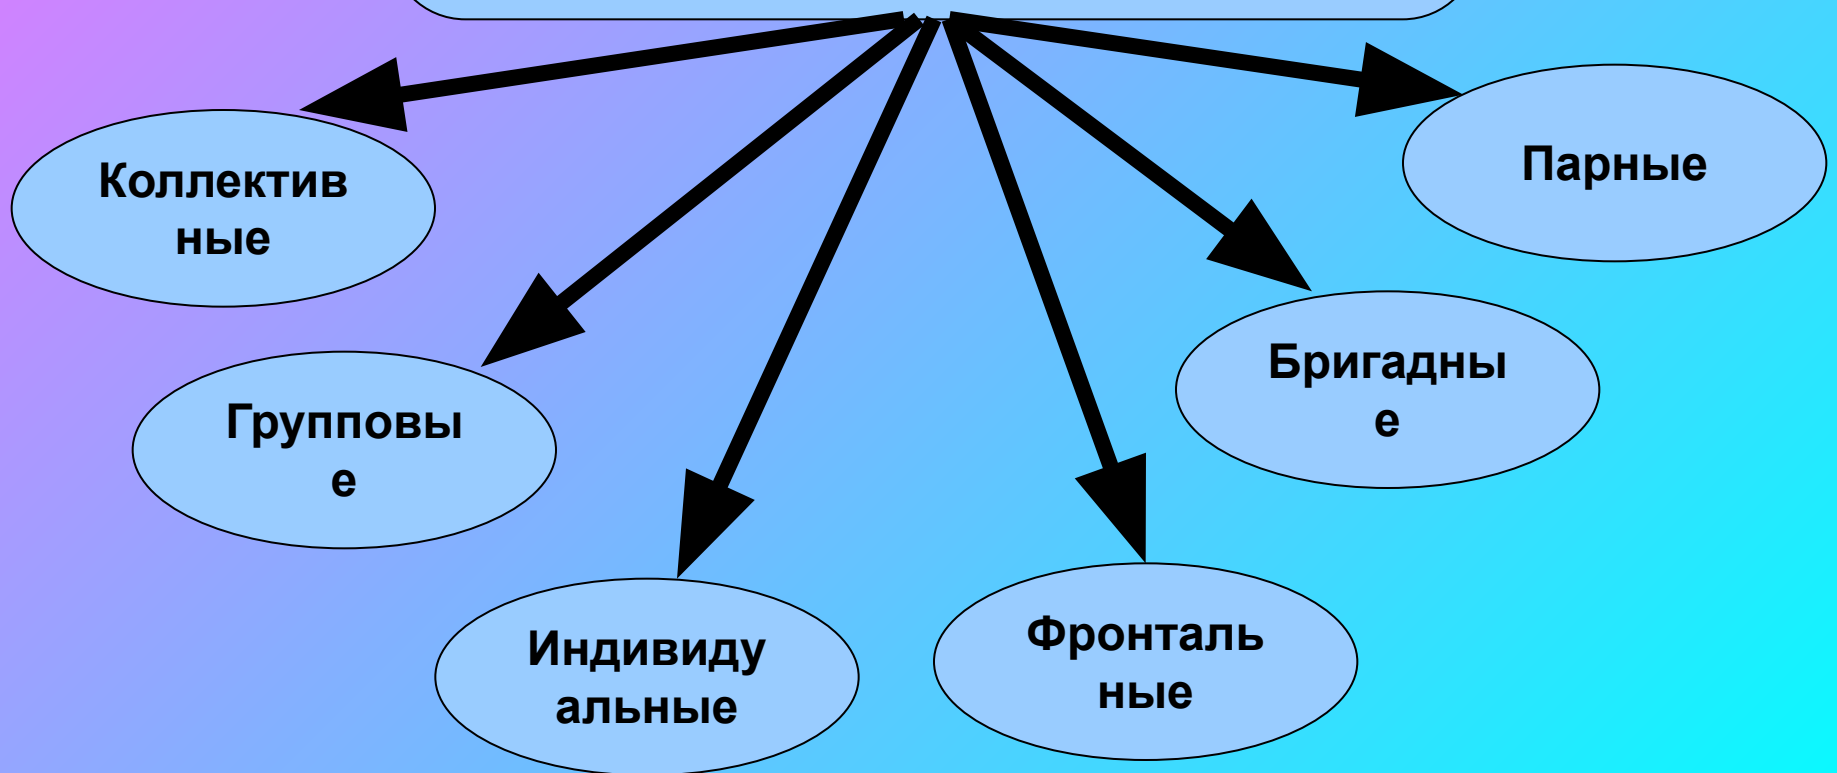 Коллектив
ные
Групповы
е
Индивиду
альные
Фронталь
ные
Бригадны
е
Парные